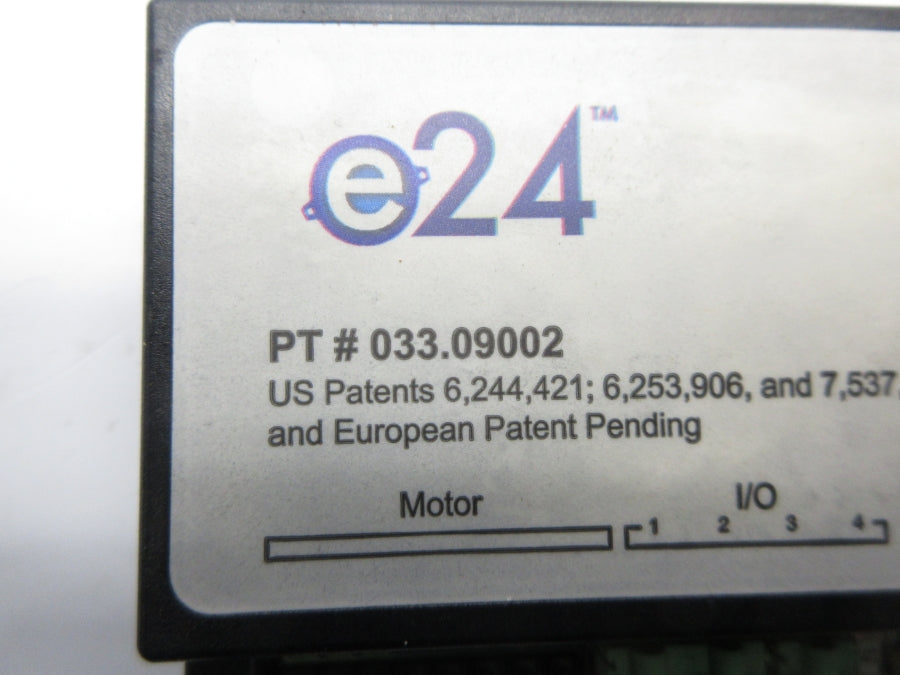 e24™
PT # 033.09002
US Patents 6,244,421; 6,253,906, and 7,537,
and European Patent Pending
Motor
I/O
1 2 3 4